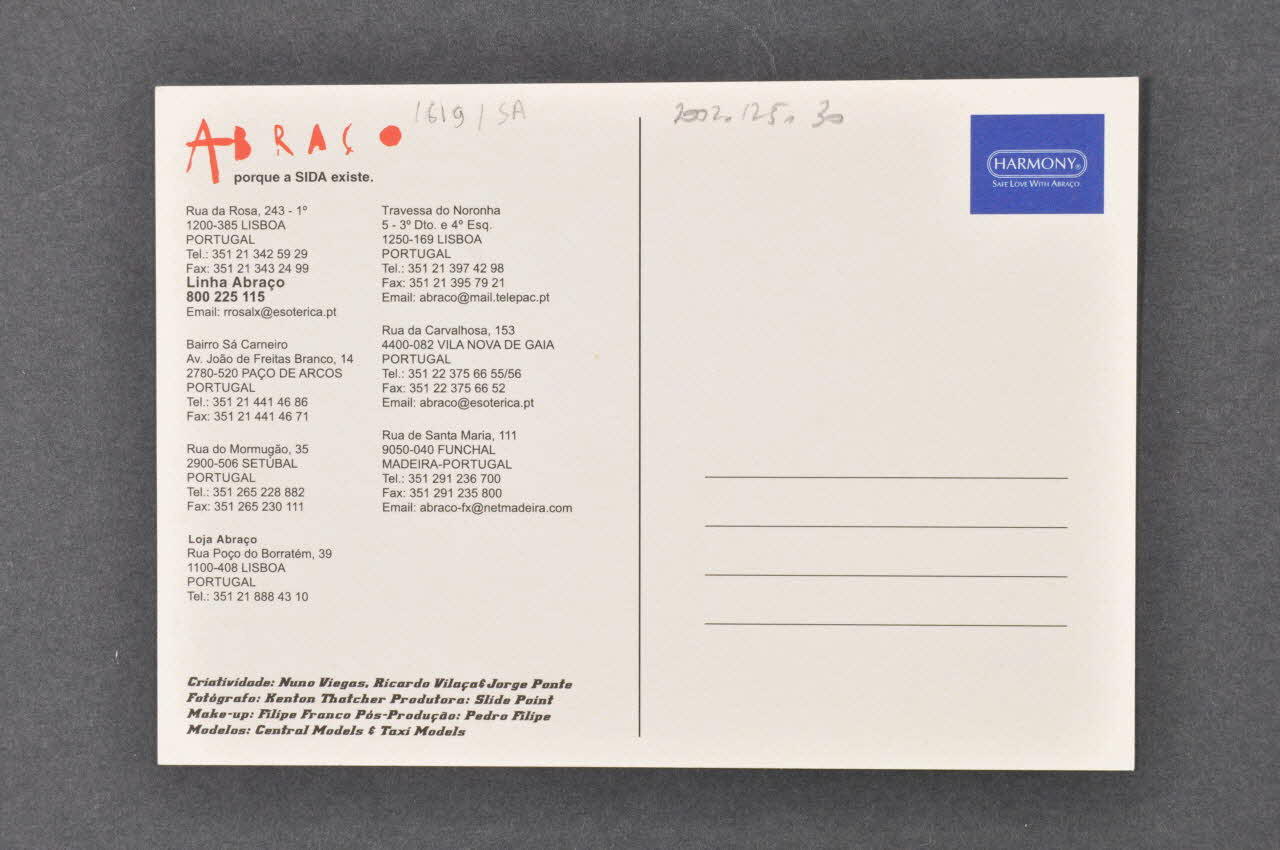 ABRAÇO
porque a SIDA existe.
1619 / SA
Rua da Rosa, 243 - 1º
1200-385 LISBOA
PORTUGAL
Tel.: 351 21 342 59 29
Fax: 351 21 343 24 99
Linha Abraço
800 225 115
Email: rrosalx@esoterica.pt
Bairro Sá Carneiro
Av. João de Freitas Branco, 14
2780-520 PAÇO DE ARCOS
PORTUGAL
Tel.: 351 21 441 46 86
Fax: 351 21 441 46 71
Rua do Mormugão, 35
2900-506 SETÚBAL
PORTUGAL
Tel.: 351 265 228 882
Fax: 351 265 230 111
Loja Abraço
Rua Poço do Borratém, 39
1100-408 LISBOA
PORTUGAL
Tel.: 351 21 888 43 10
Travessa do Noronha
5 - 3º Dto. e 4º Esq.
1250-169 LISBOA
PORTUGAL
Tel.: 351 21 397 42 98
Fax: 351 21 395 79 21
Email: abraco@mail.telepac.pt
Rua da Carvalhosa, 153
4400-082 VILA NOVA DE GAIA
PORTUGAL
Tel.: 351 22 375 66 55/56
Fax: 351 22 375 66 52
Email: abraco@esoterica.pt
Rua de Santa Maria, 111
9050-040 FUNCHAL
MADEIRA-PORTUGAL
Tel.: 351 291 236 700
Fax: 351 291 235 800
Email: abraco-fx@netmadeira.com
Criatividade: Nuno Viegas, Ricardo Vilaça&Jorge Ponte
Fotógrafo: Kenton Thatcher Produtora: Slide Point
Make-up: Filipe Franco Pós-Produção: Pedro Filipe
Modelos: Central Models & Taxi Models
2002.125.30
HARMONY®
SAFE LOVE WITH ABRAÇO